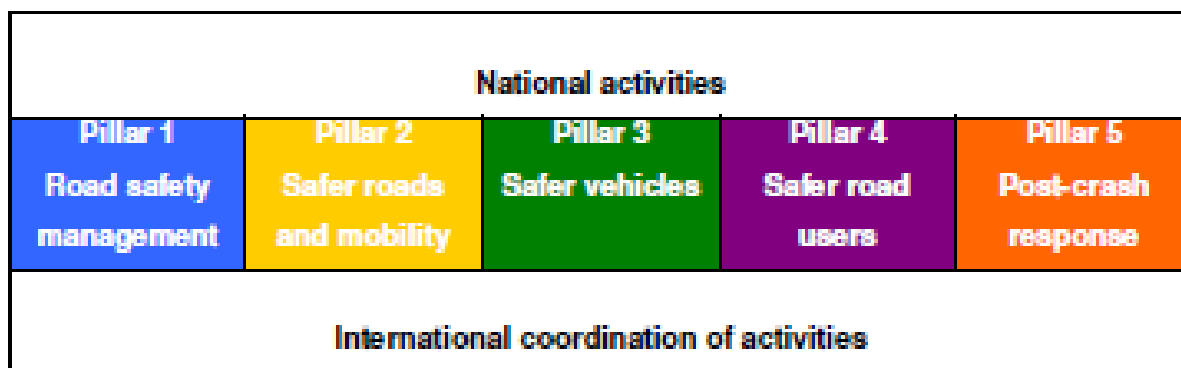 National activities
Pillar 1
Road safety
management
Pillar 2
Safer roads
and mobility
Pillar 3
Safer vehicles
Pillar 4
Safer road
users
Pillar 5
Post-crash
response
International coordination of activities